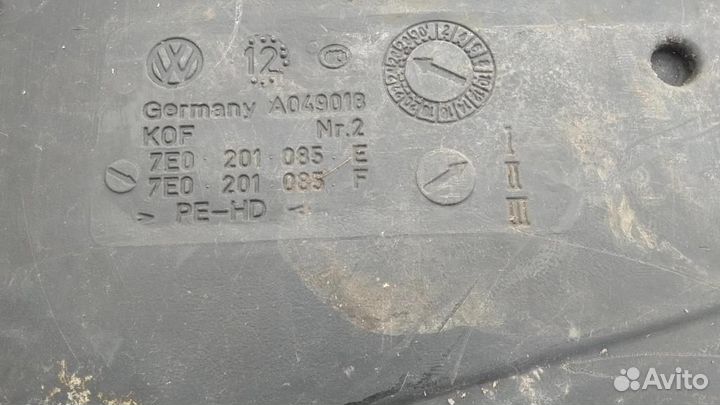 VW 12
Germany A049018
KOF Nr.2
7E0 201 085 E
7E0 201 085 F
> PE-HD <
I
II
III
Avito